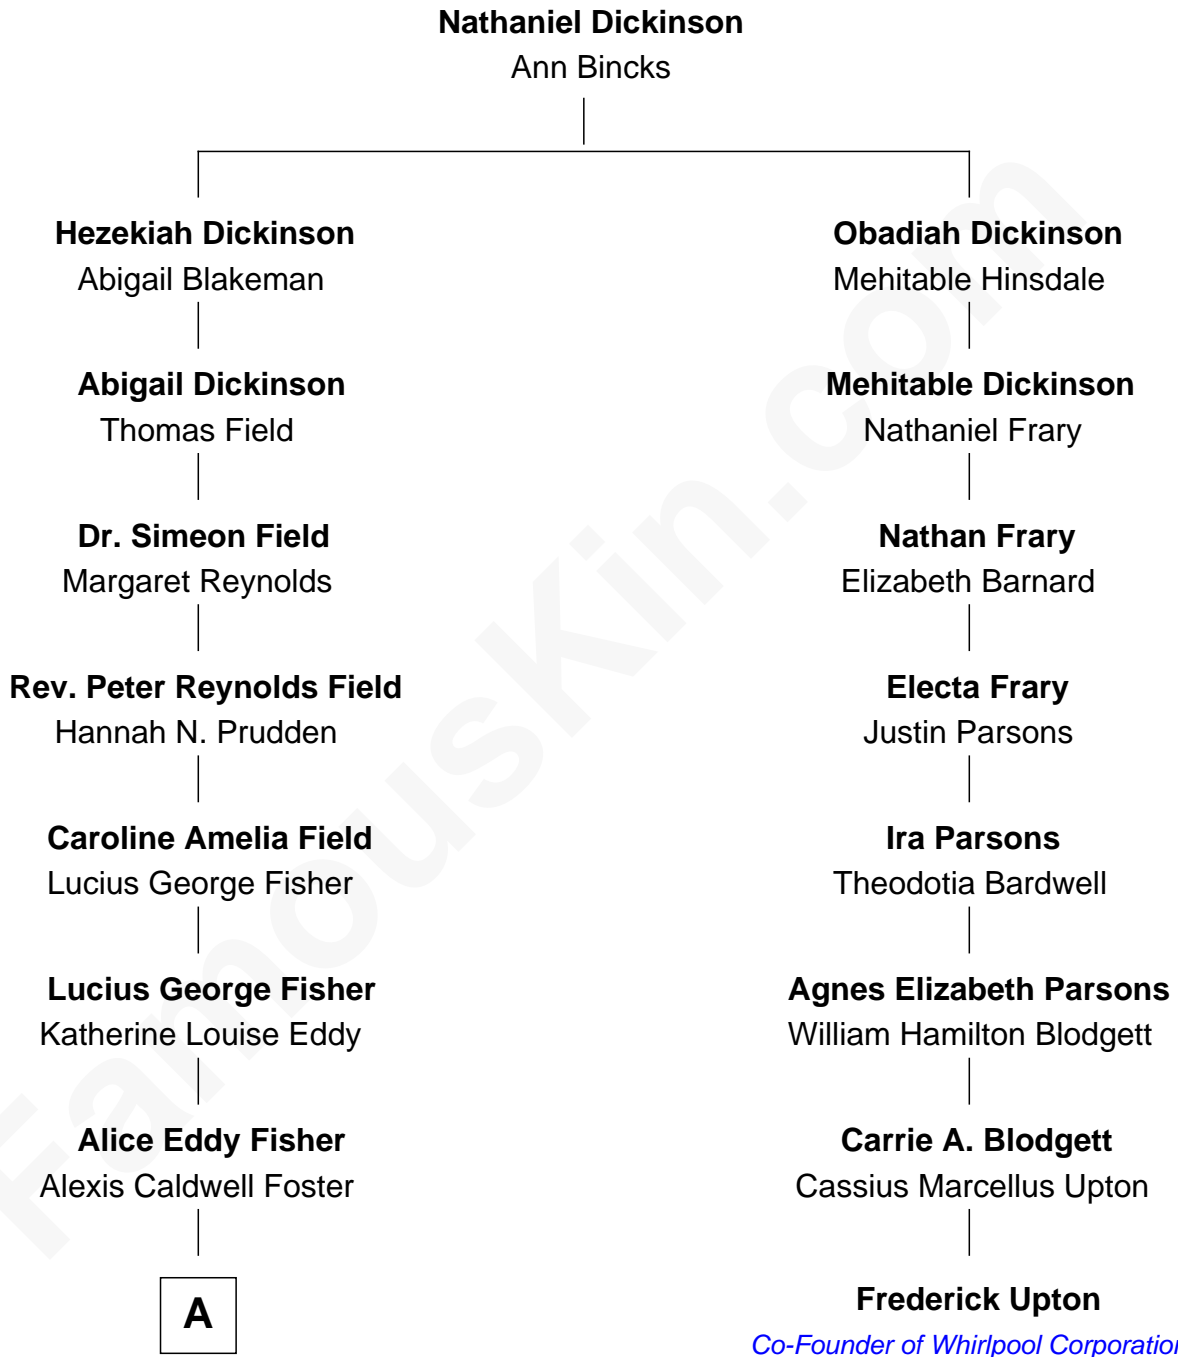 Nathaniel Dickinson
Ann Bincks
Hezekiah Dickinson
Abigail Blakeman
Abigail Dickinson
Thomas Field
Dr. Simeon Field
Margaret Reynolds
Rev. Peter Reynolds Field
Hannah N. Prudden
Caroline Amelia Field
Lucius George Fisher
Lucius George Fisher
Katherine Louise Eddy
Alice Eddy Fisher
Alexis Caldwell Foster
A
Obadiah Dickinson
Mehitable Hinsdale
Mehitable Dickinson
Nathaniel Frary
Nathan Frary
Elizabeth Barnard
Electa Frary
Justin Parsons
Ira Parsons
Theodotia Bardwell
Agnes Elizabeth Parsons
William Hamilton Blodgett
Carrie A. Blodgett
Cassius Marcellus Upton
Frederick Upton
Co-Founder of Whirlpool Corporation
FamousKin.com